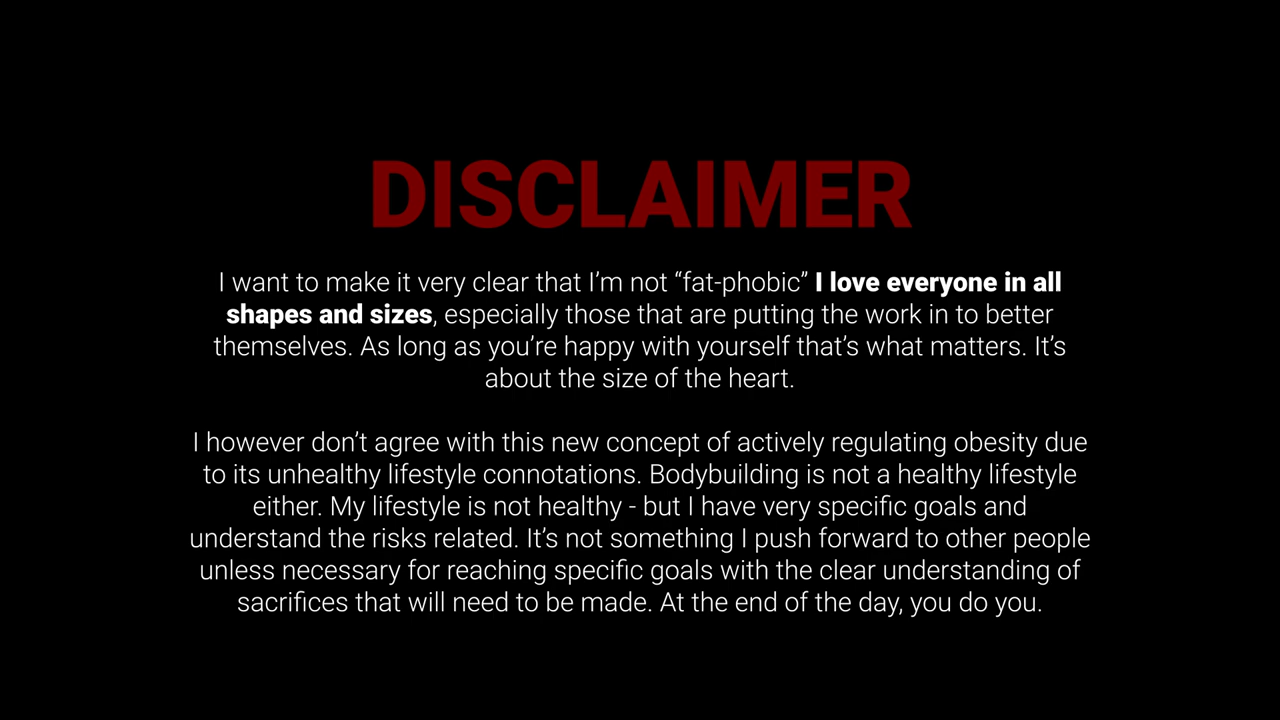 DISCLAIMER
I want to make it very clear that I’m not “fat-phobic” I love everyone in all
shapes and sizes, especially those that are putting the work in to better
themselves. As long as you’re happy with yourself that’s what matters. It’s
about the size of the heart.
I however don’t agree with this new concept of actively regulating obesity due
to its unhealthy lifestyle connotations. Bodybuilding is not a healthy lifestyle
either. My lifestyle is not healthy - but I have very specific goals and
understand the risks related. It’s not something I push forward to other people
unless necessary for reaching specific goals with the clear understanding of
sacrifices that will need to be made. At the end of the day, you do you.